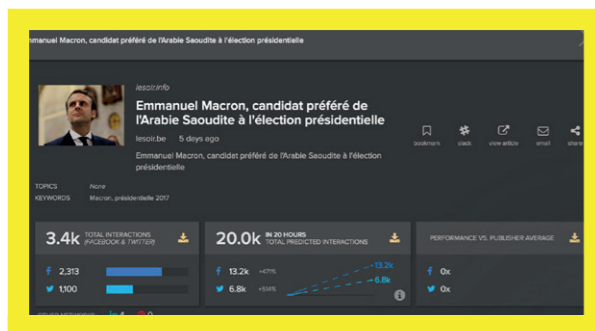 mmanuel Macron, candidat préféré de l'Arabie Saoudite à l'élection présidentielle
lesoir.info
Emmanuel Macron, candidat préféré de
l'Arabie Saoudite à l'élection présidentielle
lesoir.be 5 days ago
Emmanuel Macron, candidat préféré de l'Arabie Saoudite à l'élection
présidentielle
bookmark slack view article email share
TOPICS None
KEYWORDS Macron, présidentielle 2017
3.4k TOTAL INTERACTIONS
(FACEBOOK & TWITTER)
2,313
1,100
20.0k IN 20 HOURS
TOTAL PREDICTED INTERACTIONS
13.2k +471%
6.8k +514%
13.2k
6.8k
PERFORMANCE VS. PUBLISHER AVERAGE
0x
0x
4 0